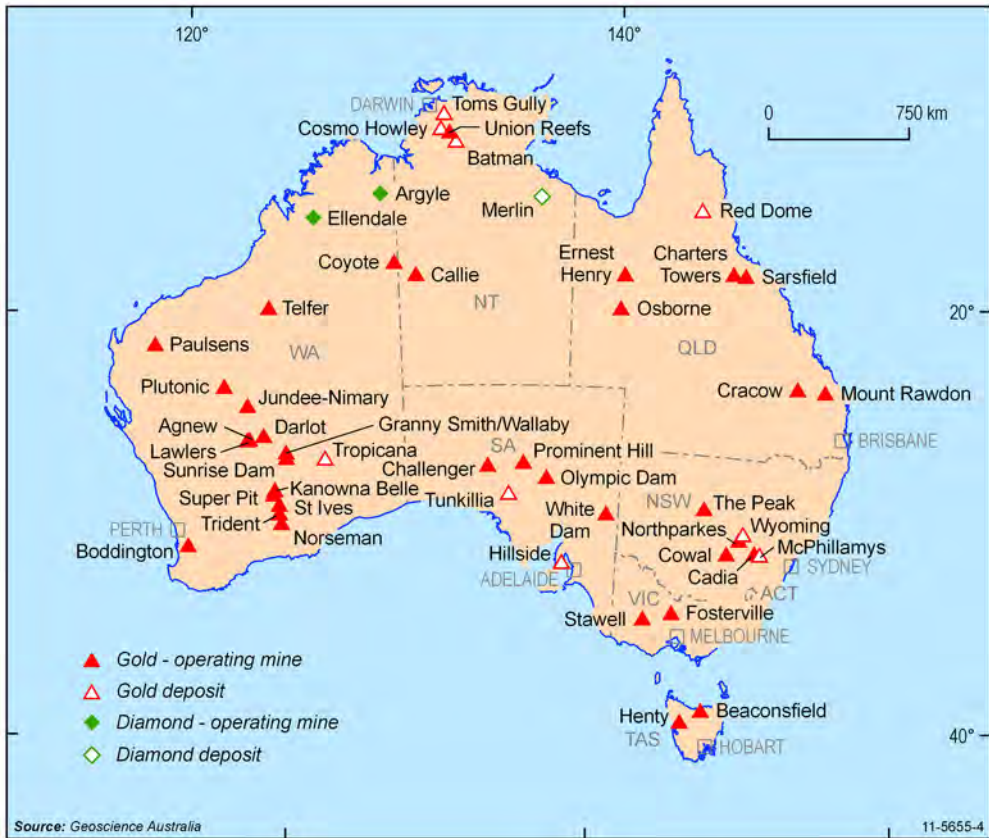 120°
140°
DARWIN
Toms Gully
Cosmo Howley
Union Reefs
Batman
0
750 km
Argyle
Ellendale
Merlin
Red Dome
Coyote
Callie
Ernest
Henry
Charters
Towers
Sarsfield
NT
Telfer
Osborne
20°
Paulsens
WA
QLD
Plutonic
Jundee-Nimary
Cracow
Mount Rawdon
Agnew
Darlot
Granny Smith/Wallaby
Lawlers
Tropicana
SA
Prominent Hill
BRISBANE
Sunrise Dam
Challenger
Olympic Dam
Kanowna Belle
Super Pit
Tunkillia
NSW
St Ives
White
Dam
The Peak
PERTH
Trident
Norseman
Northparkes
Wyoming
Boddington
Hillside
Cowal
McPhillamys
ADELAIDE
Cadia
SYDNEY
VIC
ACT
Stawell
Fosterville
MELBOURNE
Gold - operating mine
Gold deposit
Diamond - operating mine
Diamond deposit
Henty
Beaconsfield
TAS
HOBART
40°
Source: Geoscience Australia
11-5655-4